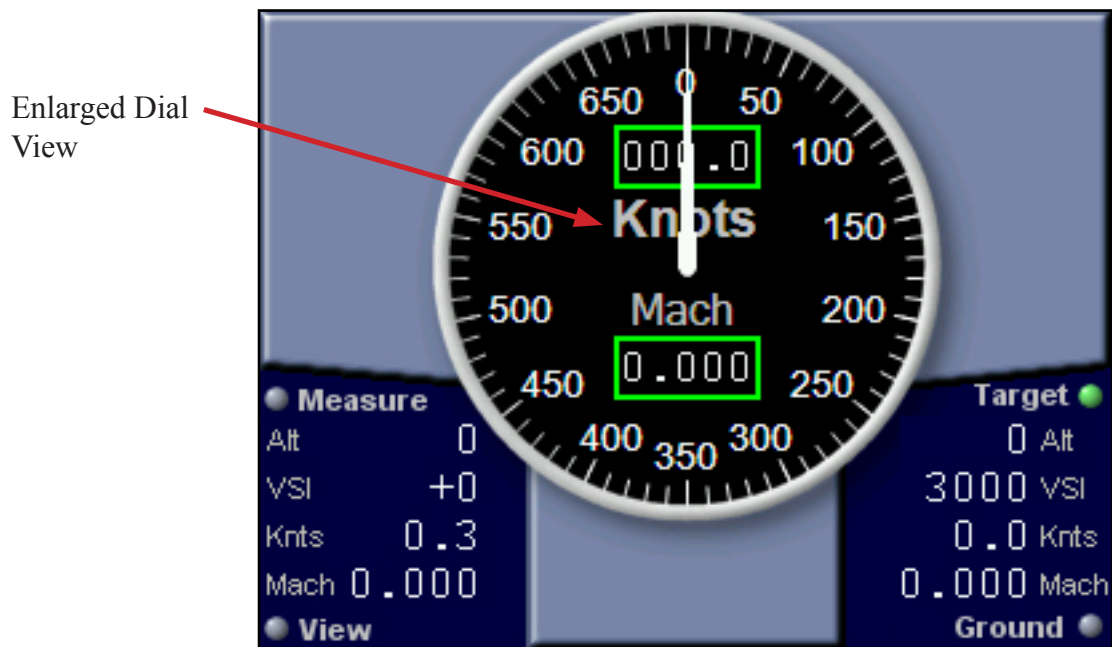 Enlarged Dial
View
0
650 50
600 000.0 100
Knots
550 150
500 Mach 200
0.000
450 250
400 300
350
Measure
Alt 0
VSI +0
Knts 0.3
Mach 0.000
View
Target
0 Alt
3000 VSI
0.0 Knts
0.000 Mach
Ground